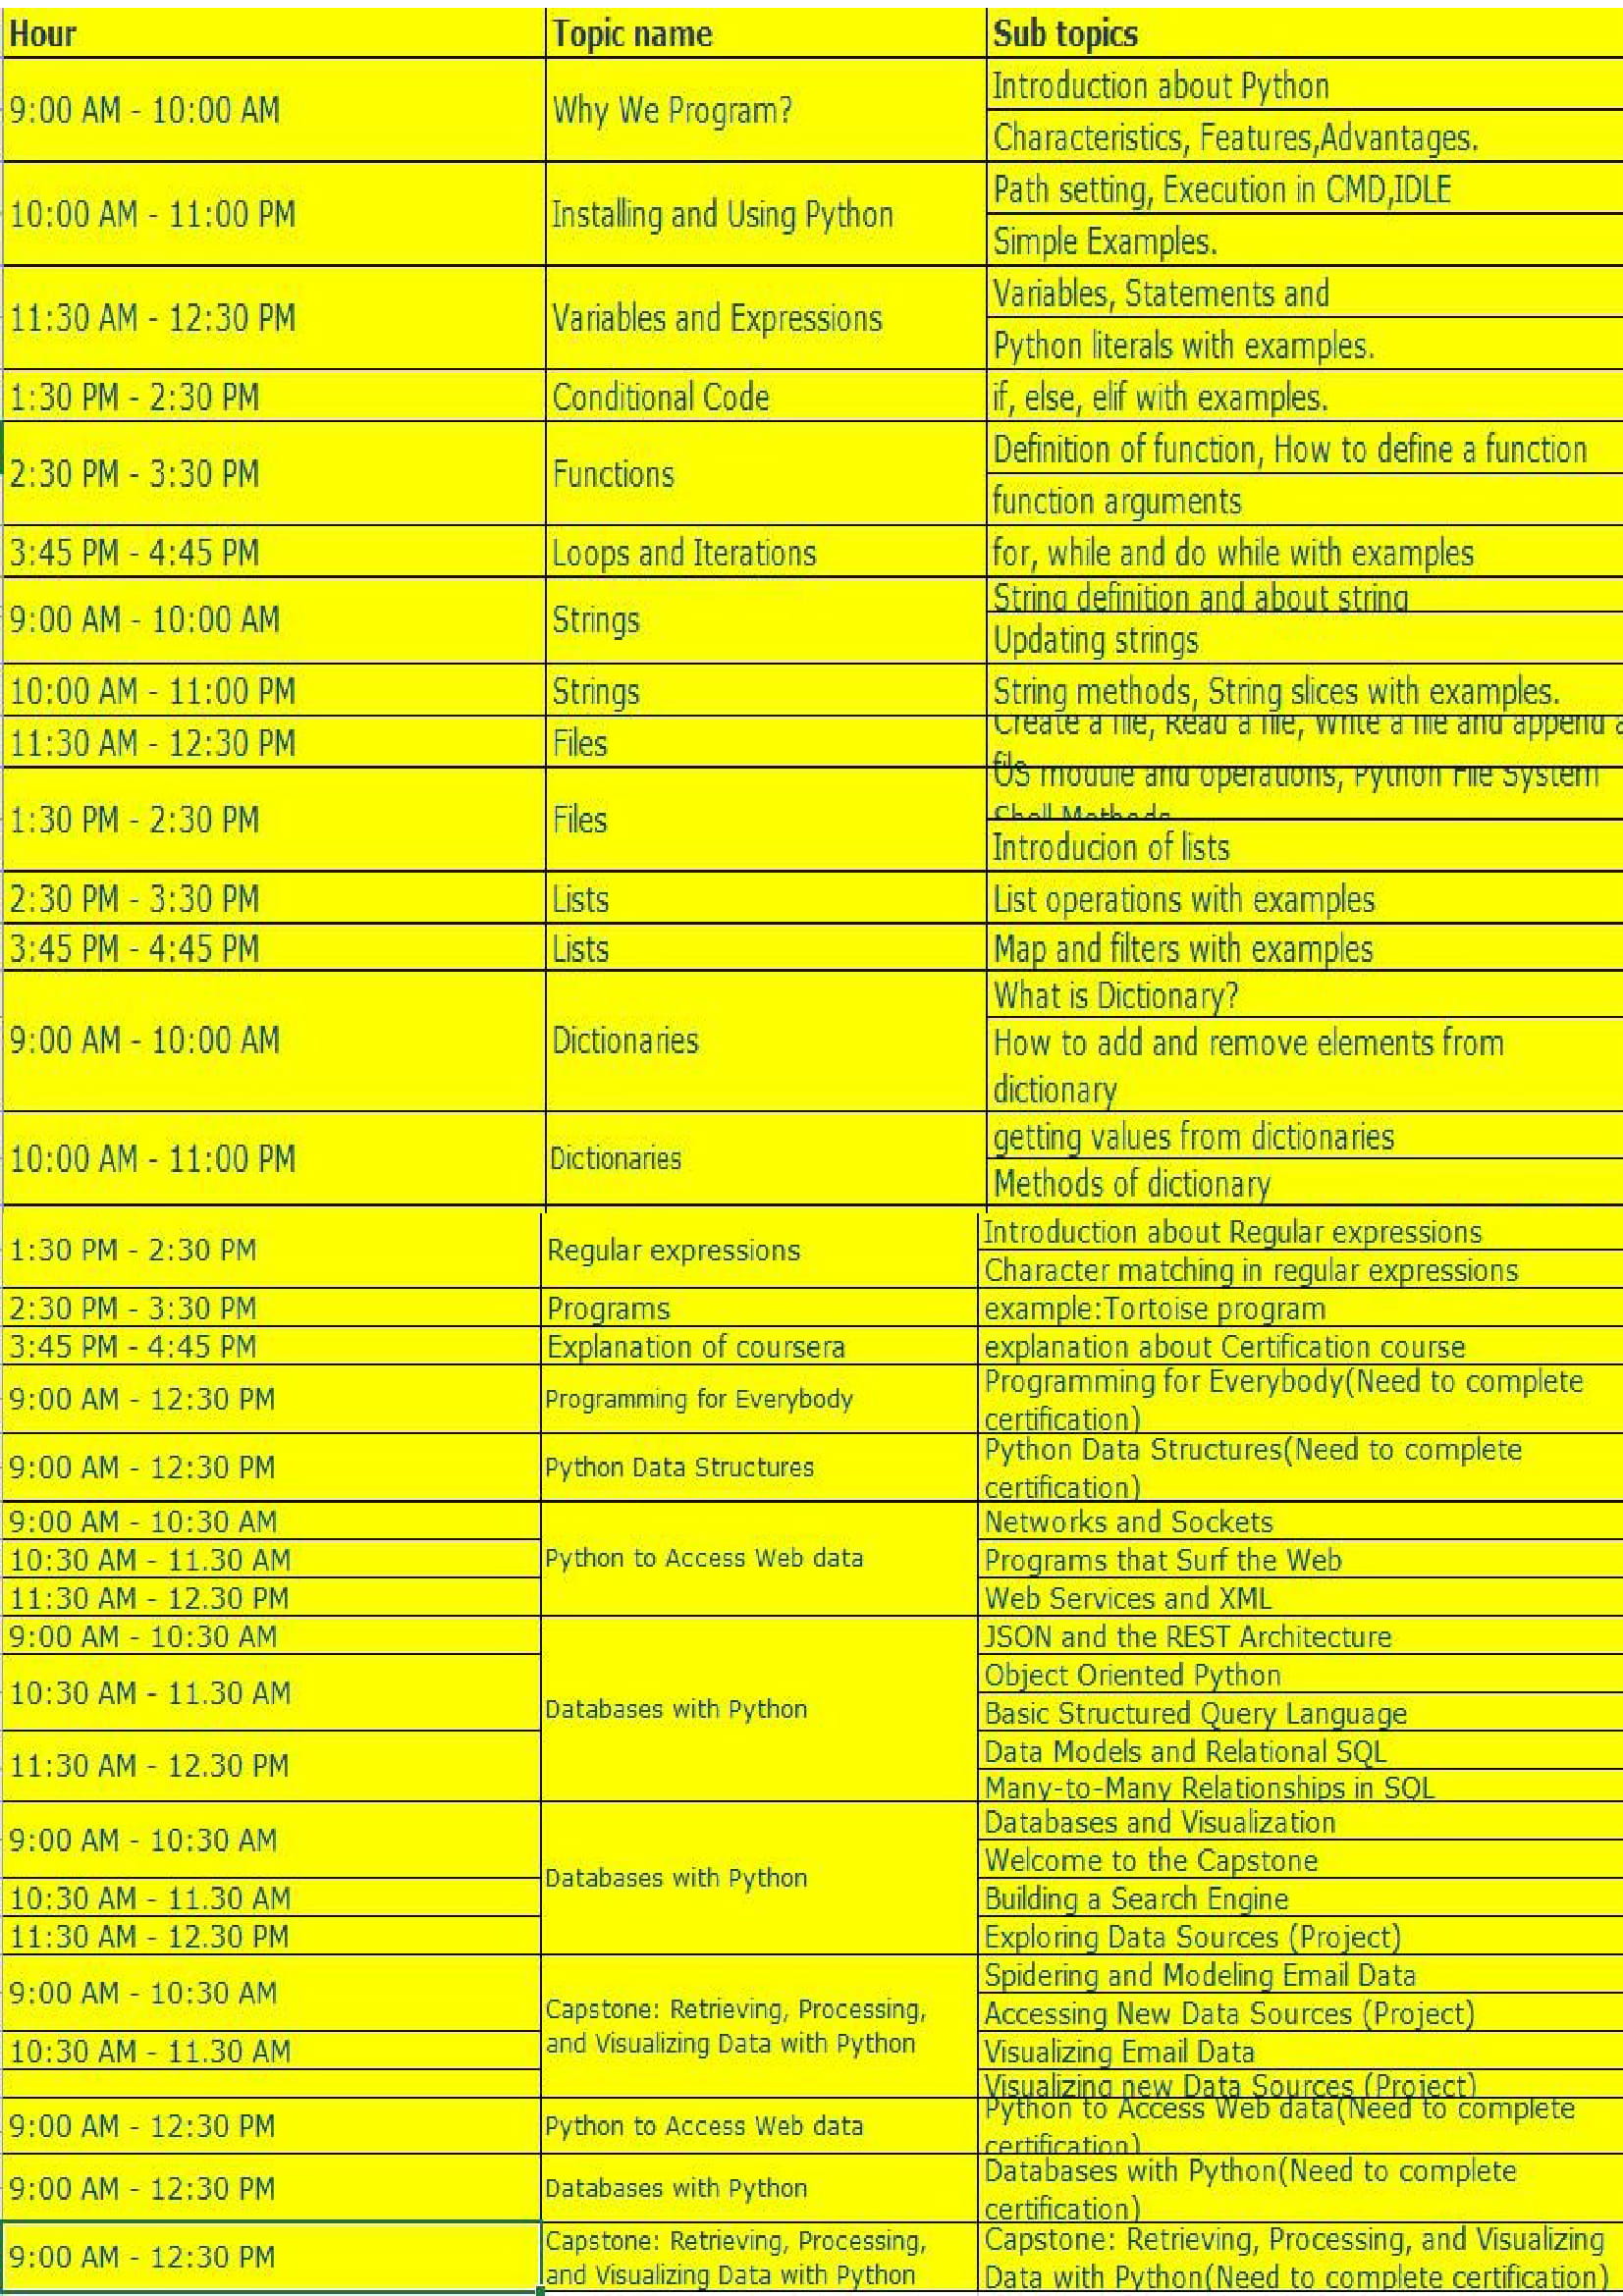 Hour Topic name Sub topics
9:00 AM - 10:00 AM Why We Program? Introduction about Python
Characteristics, Features,Advantages.
10:00 AM - 11:00 PM Installing and Using Python Path setting, Execution in CMD,IDLE
Simple Examples.
11:30 AM - 12:30 PM Variables and Expressions Variables, Statements and
Python literals with examples.
1:30 PM - 2:30 PM Conditional Code if, else, elif with examples.
2:30 PM - 3:30 PM Functions Definition of function, How to define a function
function arguments
3:45 PM - 4:45 PM Loops and Iterations for, while and do while with examples
9:00 AM - 10:00 AM Strings String definition and about string
Updating strings
10:00 AM - 11:00 PM Strings String methods, String slices with examples.
11:30 AM - 12:30 PM Files Create a file, Read a file, Write a file and append a
1:30 PM - 2:30 PM Files OS module and operations, Python File System
Shell Methods
Introducion of lists
2:30 PM - 3:30 PM Lists List operations with examples
3:45 PM - 4:45 PM Lists Map and filters with examples
9:00 AM - 10:00 AM Dictionaries What is Dictionary?
How to add and remove elements from
dictionary
10:00 AM - 11:00 PM Dictionaries getting values from dictionaries
Methods of dictionary
1:30 PM - 2:30 PM Regular expressions Introduction about Regular expressions
Character matching in regular expressions
2:30 PM - 3:30 PM Programs example:Tortoise program
3:45 PM - 4:45 PM Explanation of coursera explanation about Certification course
9:00 AM - 12:30 PM Programming for Everybody Programming for Everybody(Need to complete
certification)
9:00 AM - 12:30 PM Python Data Structures Python Data Structures(Need to complete
certification)
9:00 AM - 10:30 AM Networks and Sockets
10:30 AM - 11.30 AM Python to Access Web data Programs that Surf the Web
11:30 AM - 12.30 PM Web Services and XML
9:00 AM - 10:30 AM JSON and the REST Architecture
10:30 AM - 11.30 AM Object Oriented Python
Databases with Python Basic Structured Query Language
11:30 AM - 12.30 PM Data Models and Relational SQL
Many-to-Many Relationships in SQL
9:00 AM - 10:30 AM Databases and Visualization
Databases with Python Welcome to the Capstone
10:30 AM - 11.30 AM Building a Search Engine
11:30 AM - 12.30 PM Exploring Data Sources (Project)
9:00 AM - 10:30 AM Spidering and Modeling Email Data
Capstone: Retrieving, Processing, Accessing New Data Sources (Project)
10:30 AM - 11.30 AM and Visualizing Data with Python Visualizing Email Data
Visualizing new Data Sources (Project)
9:00 AM - 12:30 PM Python to Access Web data Python to Access Web data(Need to complete
certification)
9:00 AM - 12:30 PM Databases with Python Databases with Python(Need to complete
certification)
9:00 AM - 12:30 PM Capstone: Retrieving, Processing, Capstone: Retrieving, Processing, and Visualizing
and Visualizing Data with Python Data with Python(Need to complete certification)